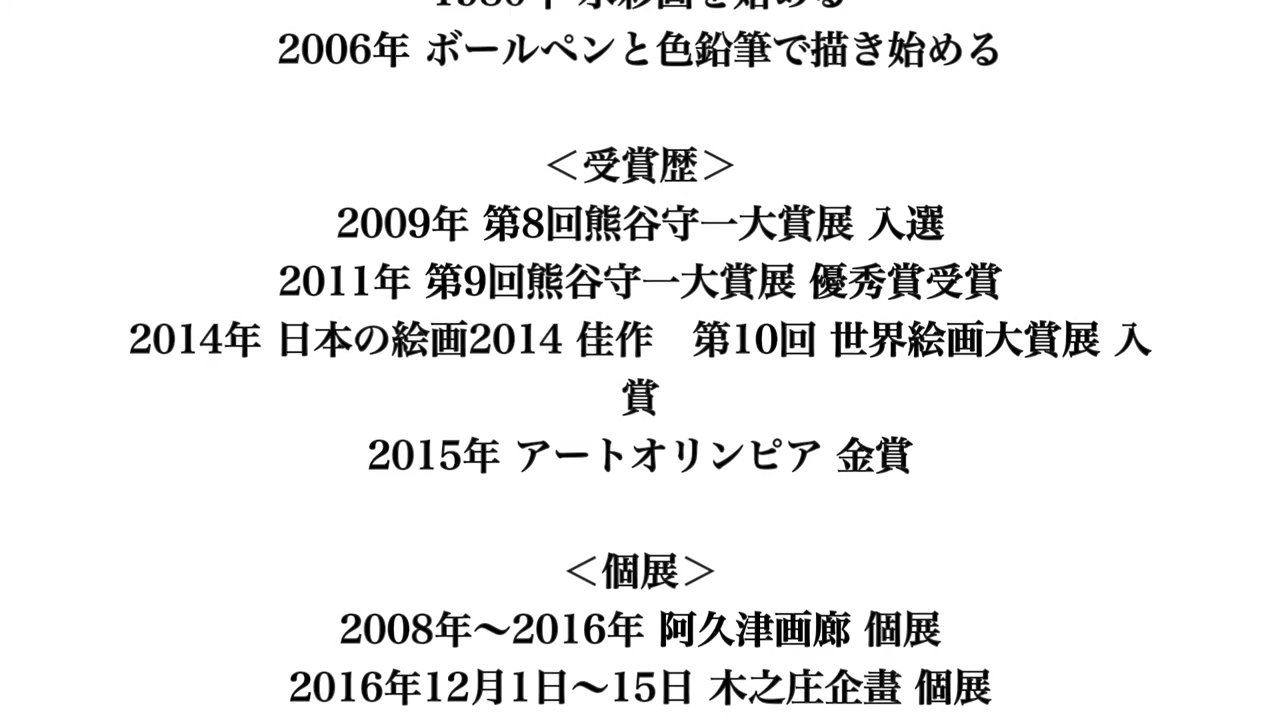 2006年 ボールペンと色鉛筆で描き始める
＜受賞歴＞
2009年 第8回熊谷守一大賞展 入選
2011年 第9回熊谷守一大賞展 優秀賞受賞
2014年 日本の絵画2014 佳作　第10回 世界絵画大賞展 入
賞
2015年 アートオリンピア 金賞
＜個展＞
2008年～2016年 阿久津画廊 個展
2016年12月1日～15日 木之庄企畫 個展